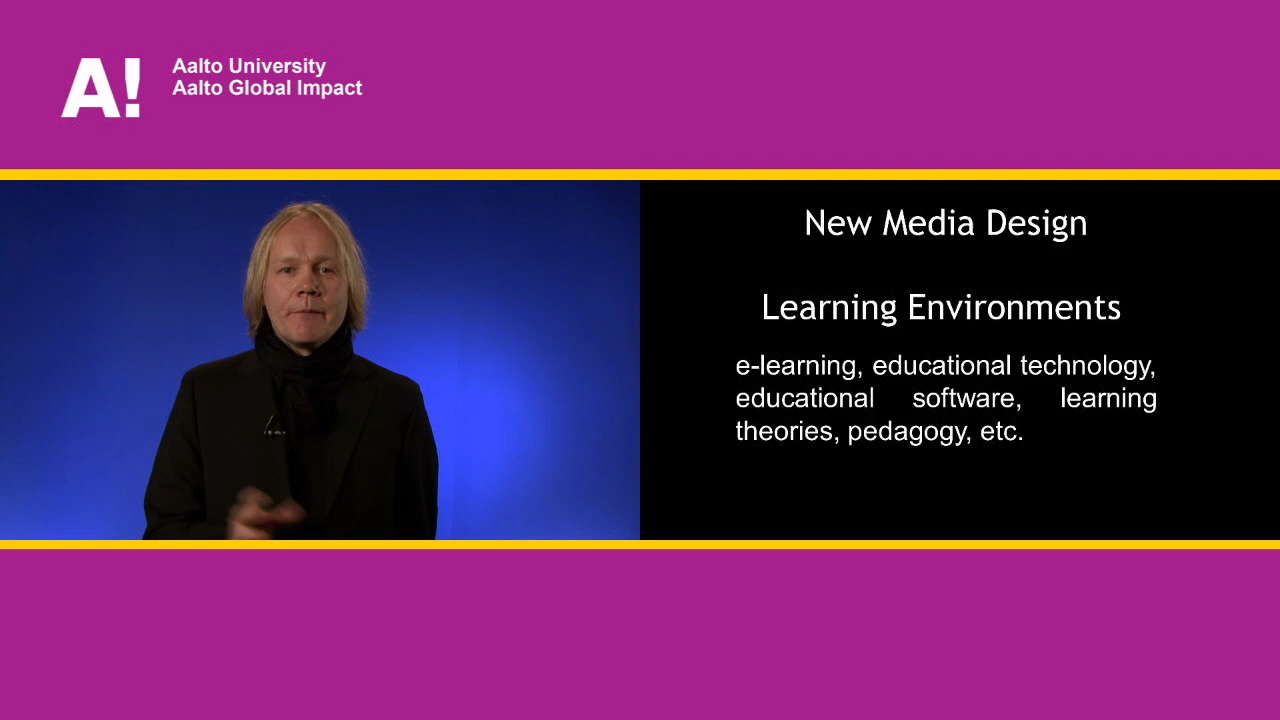 A!
Aalto University
Aalto Global Impact
New Media Design
Learning Environments
e-learning, educational technology,
educational software, learning
theories, pedagogy, etc.